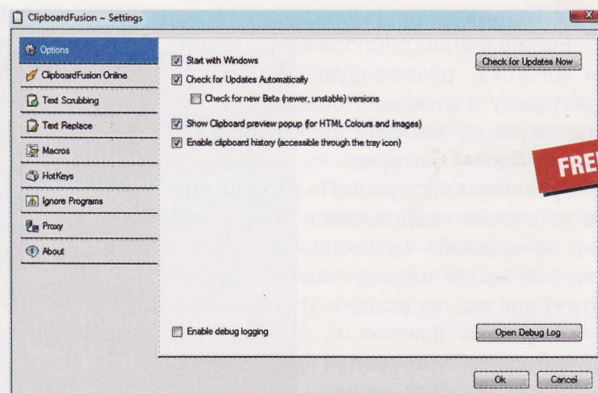 ClipboardFusion ~ Settings
Options
ClipboardFusion Online
Text Scrubbing
Text Replace
Macros
HotKeys
Ignore Programs
Proxy
About
Start with Windows
Check for Updates Now
Check for Updates Automatically
Check for new Beta (newer, unstable) versions
Show Clipboard preview popup (for HTML Colours and Images)
Enable clipboard history (accessible through the tray icon)
FREE
Enable debug logging
Open Debug Log
Ok
Cancel